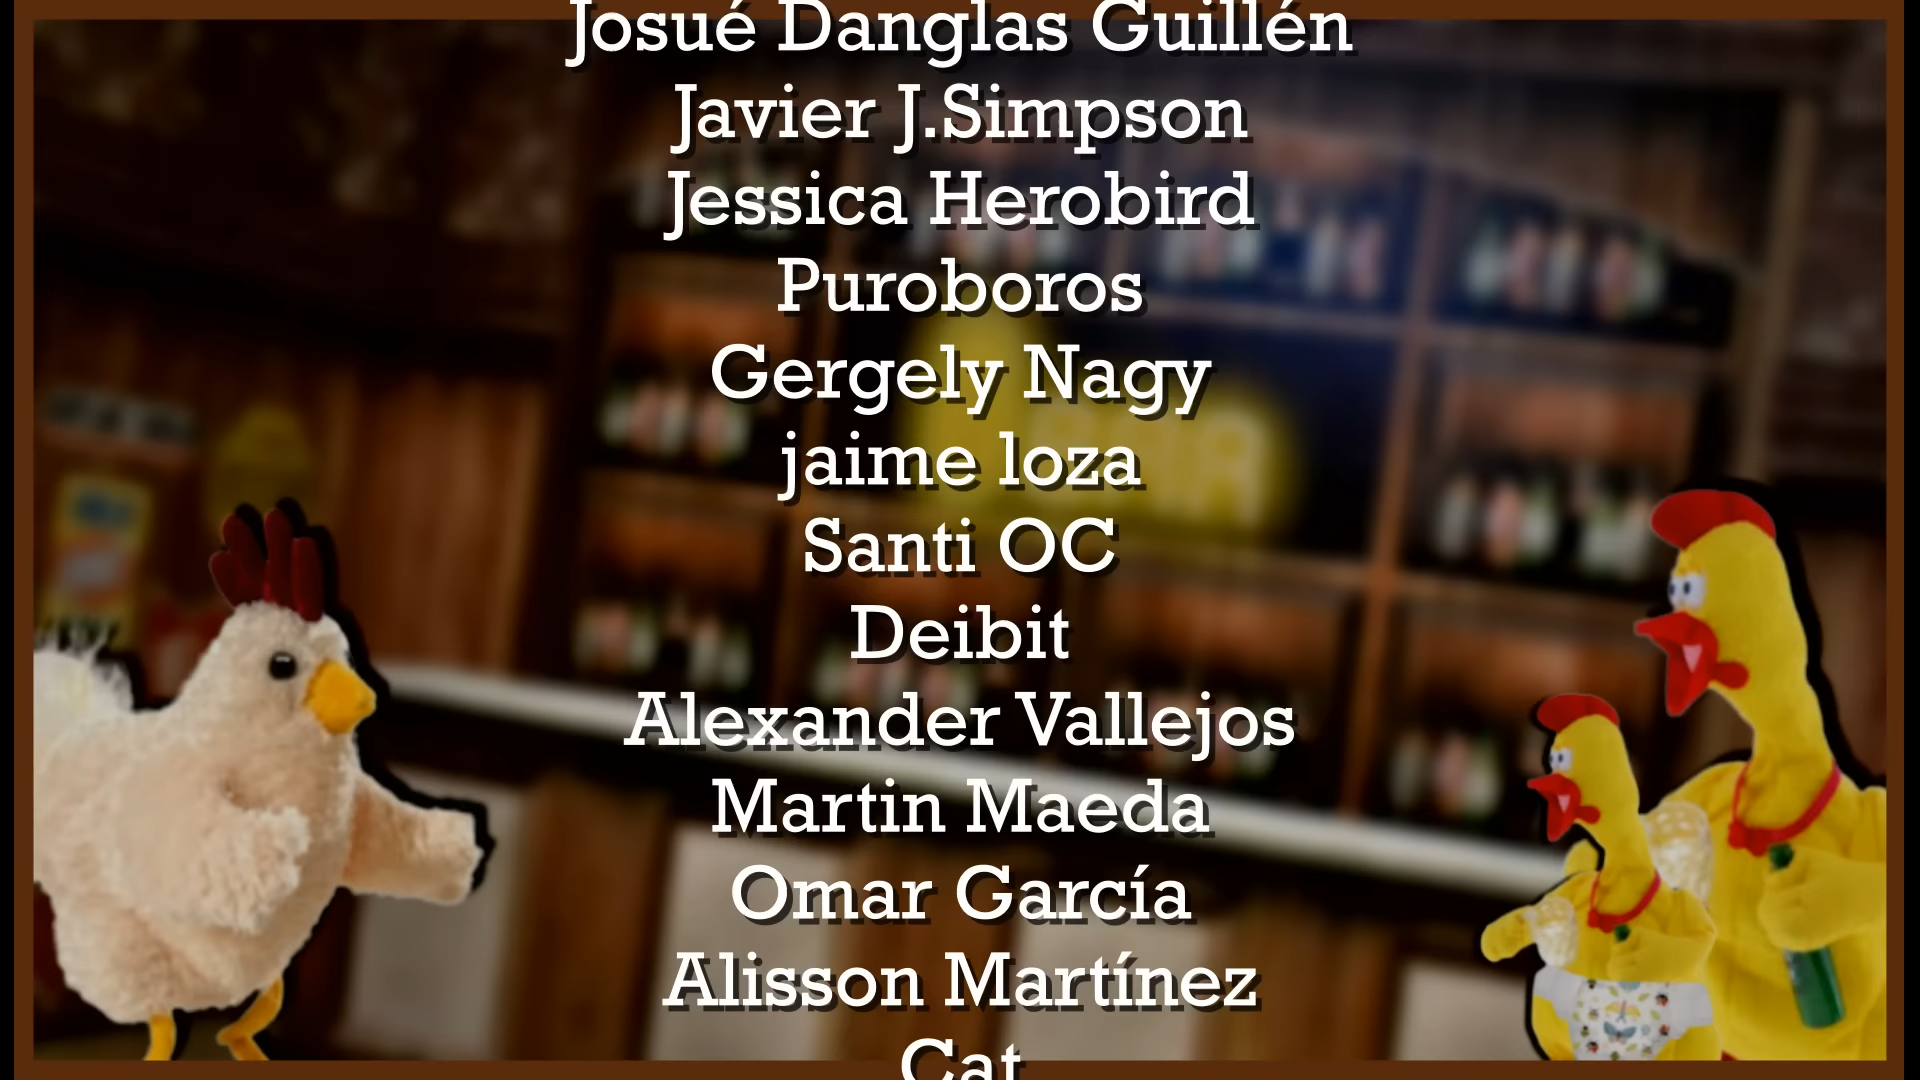 Josué Danglas Guillén
Javier J.Simpson
Jessica Herobird
Puroboros
Gergely Nagy
jaime loza
Santi OC
Deibit
Alexander Vallejos
Martin Maeda
Omar García
Alisson Martínez
Cat